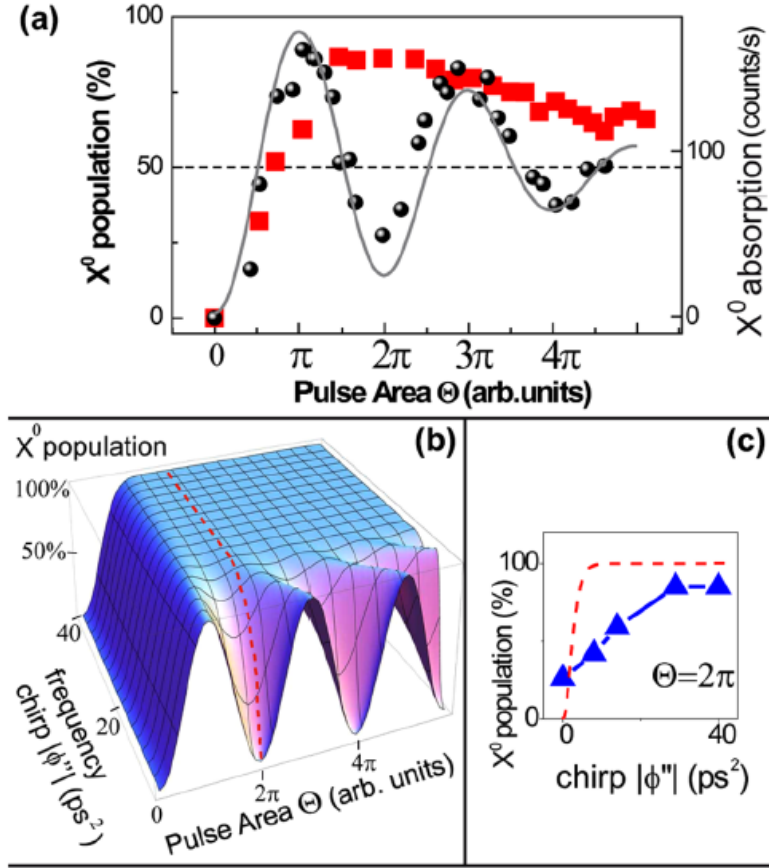 (a)
100
50
0
X⁰ population (%)
100
0
X⁰ absorption (counts/s)
0 π 2π 3π 4π
Pulse Area Θ (arb.units)
(b)
X⁰ population
100%
50%
40
20
0
2π
4π
frequency
chirp |ϕ"| (ps²)
Pulse Area Θ (arb. units)
(c)
100
0
X⁰ population (%)
Θ=2π
0 40
chirp |ϕ"| (ps²)